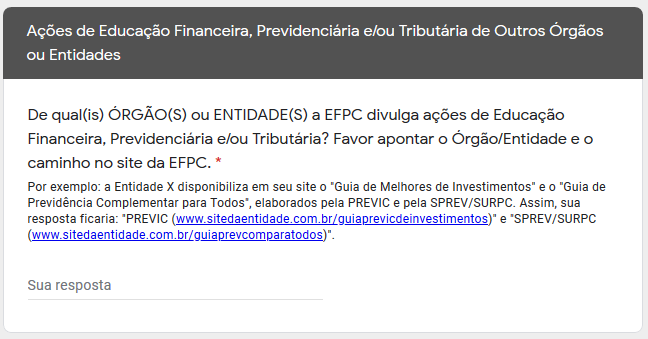 Ações de Educação Financeira, Previdenciária e/ou Tributária de Outros Órgãos
ou Entidades
De qual(is) ÓRGÃO(S) ou ENTIDADE(S) a EFPC divulga ações de Educação
Financeira, Previdenciária e/ou Tributária? Favor apontar o Órgão/Entidade e o
caminho no site da EFPC. *
Por exemplo: a Entidade X disponibiliza em seu site o "Guia de Melhores de Investimentos" e o "Guia de
Previdência Complementar para Todos", elaborados pela PREVIC e pela SPREV/SURPC. Assim, sua
resposta ficaria: "PREVIC (www.sitedaentidade.com.br/guiaprevicdeinvestimentos)" e "SPREV/SURPC
(www.sitedaentidade.com.br/guiaprevcomparatodos)".
Sua resposta